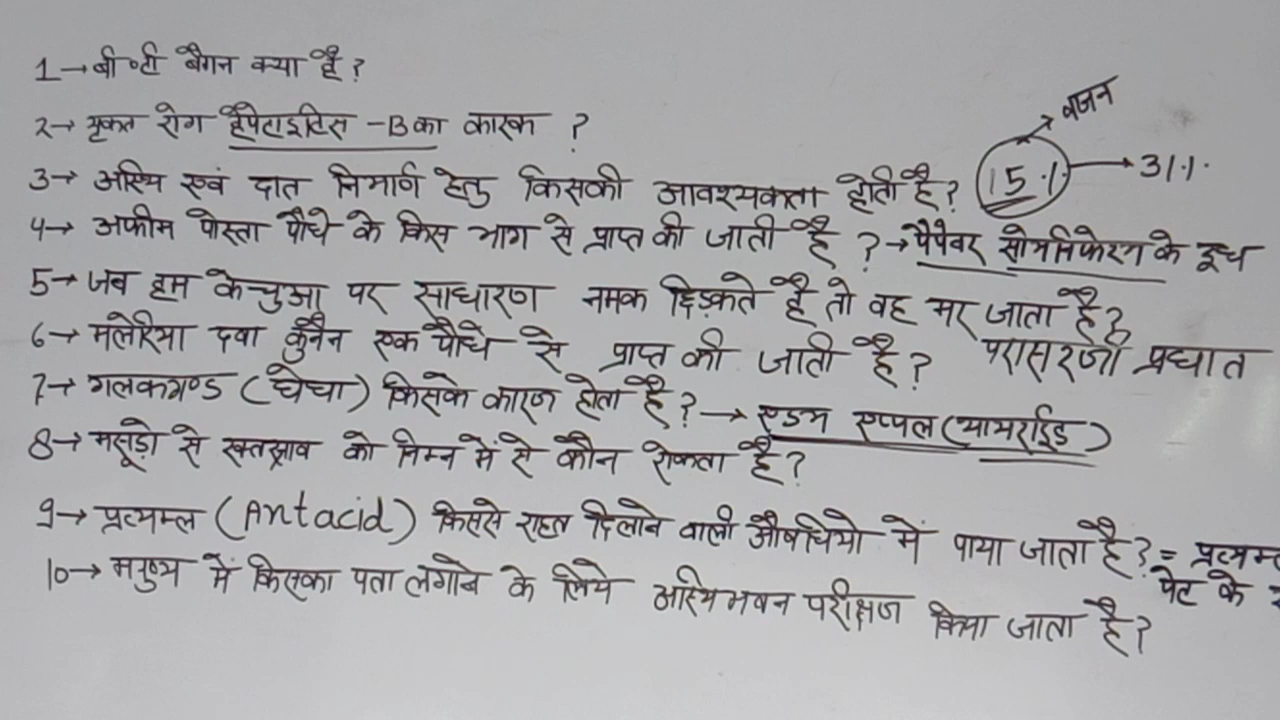 1→ बी॰टी बैगन क्या है?
2→ यकृत रोग हैपेटाइटिस -B का कारक ?
3→ अस्थि एवं दात निमार्ण हेतु किसकी आवश्यकता होती है? 15% → वजन → 31%.
4→ अफीम पोस्ता पौधे के किस भाग से प्राप्त की जाती है ?→ पैपेवर सोमनिफेरम के दूध
5→ जब हम केचुआ पर साधारण नमक छिड़कते है तो वह मर जाता है?
6→ मलेरिया दवा कुनैन एक पौधे से प्राप्त की जाती है? परासरणी प्रघात
7→ गलकगण्ड (घेघा) किसके कारण होता है? → एडम एप्पल (थायराईड)
8→ मसूड़ो से रक्तस्राव को निम्न में से कौन रोकता है?
9→ प्रत्यम्ल (Antacid) किससे राहत दिलाने वाली औषधियो में पाया जाता है? = प्रत्यम्ल
पेट के
10→ मनुष्य में किसका पता लगाने के लिये अस्थिभवन परीक्षण किया जाता है?